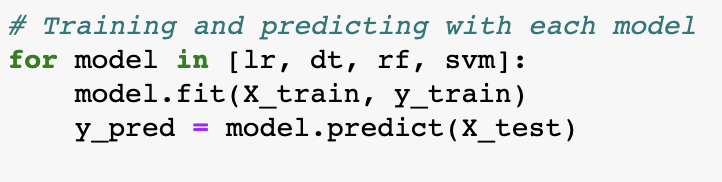 # Training and predicting with each model
for model in [lr, dt, rf, svm]:
    model.fit(X_train, y_train)
    y_pred = model.predict(X_test)